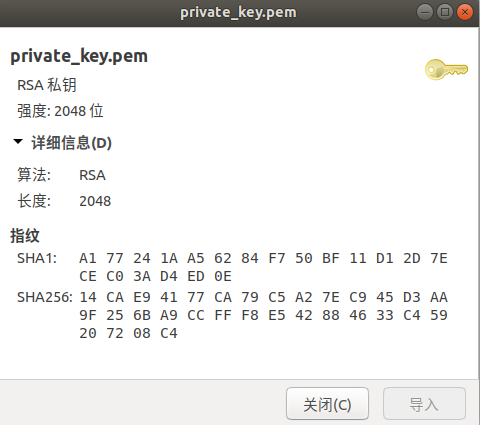 private_key.pem
private_key.pem
RSA 私钥
强度: 2048 位
详细信息(D)
算法: RSA
长度: 2048
指纹
SHA1: A1 77 24 1A A5 62 84 F7 50 BF 11 D1 2D 7E
CE C0 3A D4 ED 0E
SHA256: 14 CA E9 41 77 CA 79 C5 A2 7E C9 45 D3 AA
9F 25 6B A9 CC FF F8 E5 42 88 46 33 C4 59
20 72 08 C4
关闭(C) 导入